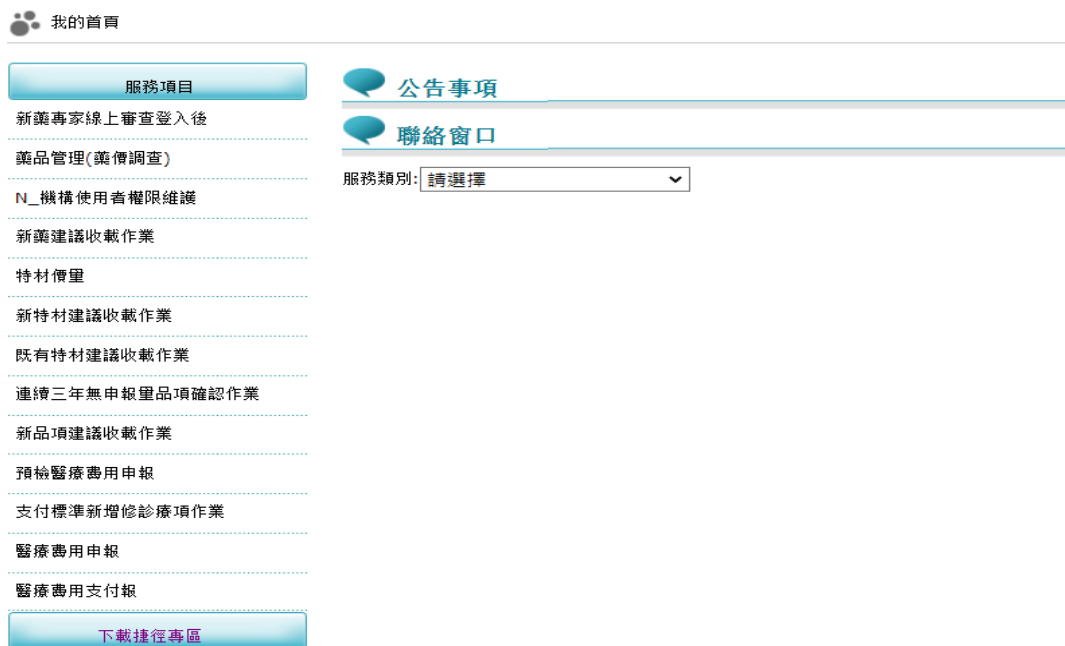 我的首頁
服務項目
新藥專家線上審查登入後
藥品管理(藥價調查)
N_機構使用者權限維護
新藥建議收載作業
特材價量
新特材建議收載作業
既有特材建議收載作業
連續三年無申報量品項確認作業
新品項建議收載作業
預檢醫療費用申報
支付標準新增修診療項作業
醫療費用申報
醫療費用支付報
下載捷徑專區
公告事項
聯絡窗口
服務類別: 請選擇